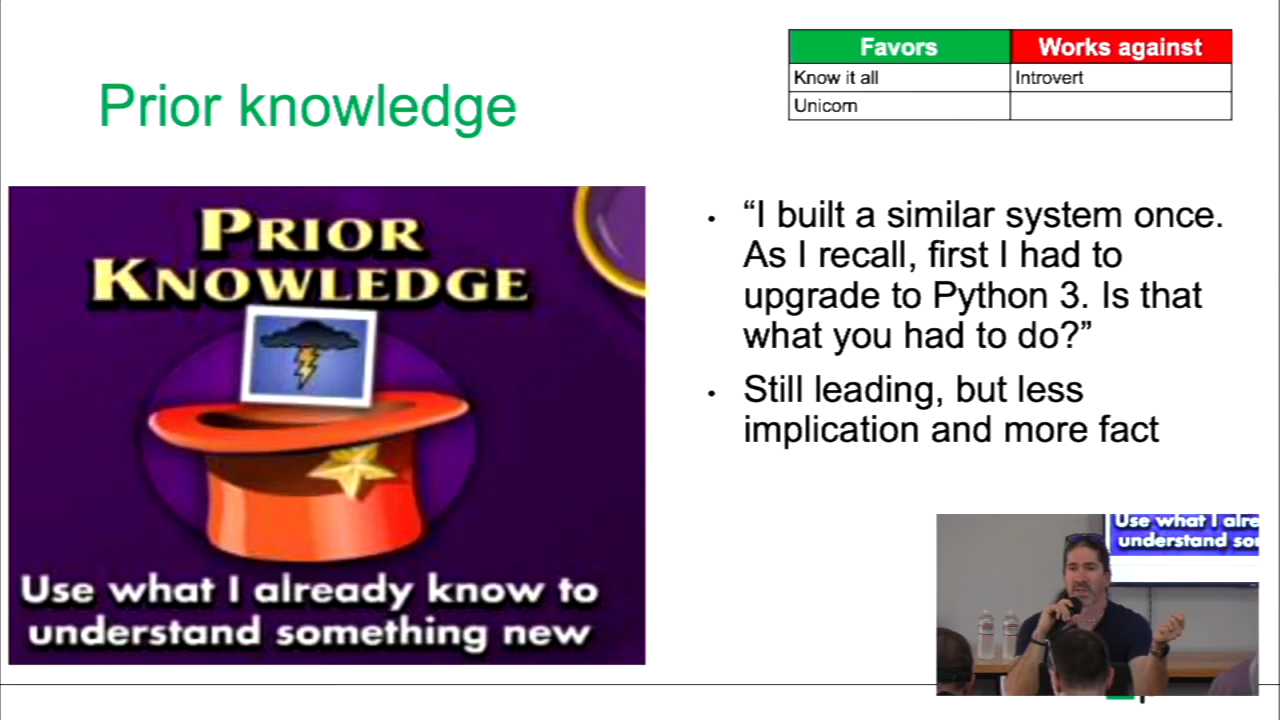 Prior knowledge
Favors Works against
Know it all Introvert
Unicorn
PRIOR
KNOWLEDGE
Use what I already know to
understand something new
• “I built a similar system once.
As I recall, first I had to
upgrade to Python 3. Is that
what you had to do?”
• Still leading, but less
implication and more fact
Use what I alre
understand so